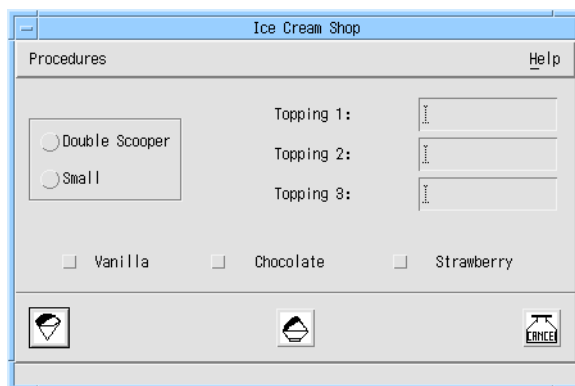 Ice Cream Shop
Procedures Help
Topping 1:
Double Scooper
Topping 2:
Small
Topping 3:
Vanilla Chocolate Strawberry
CANCEL